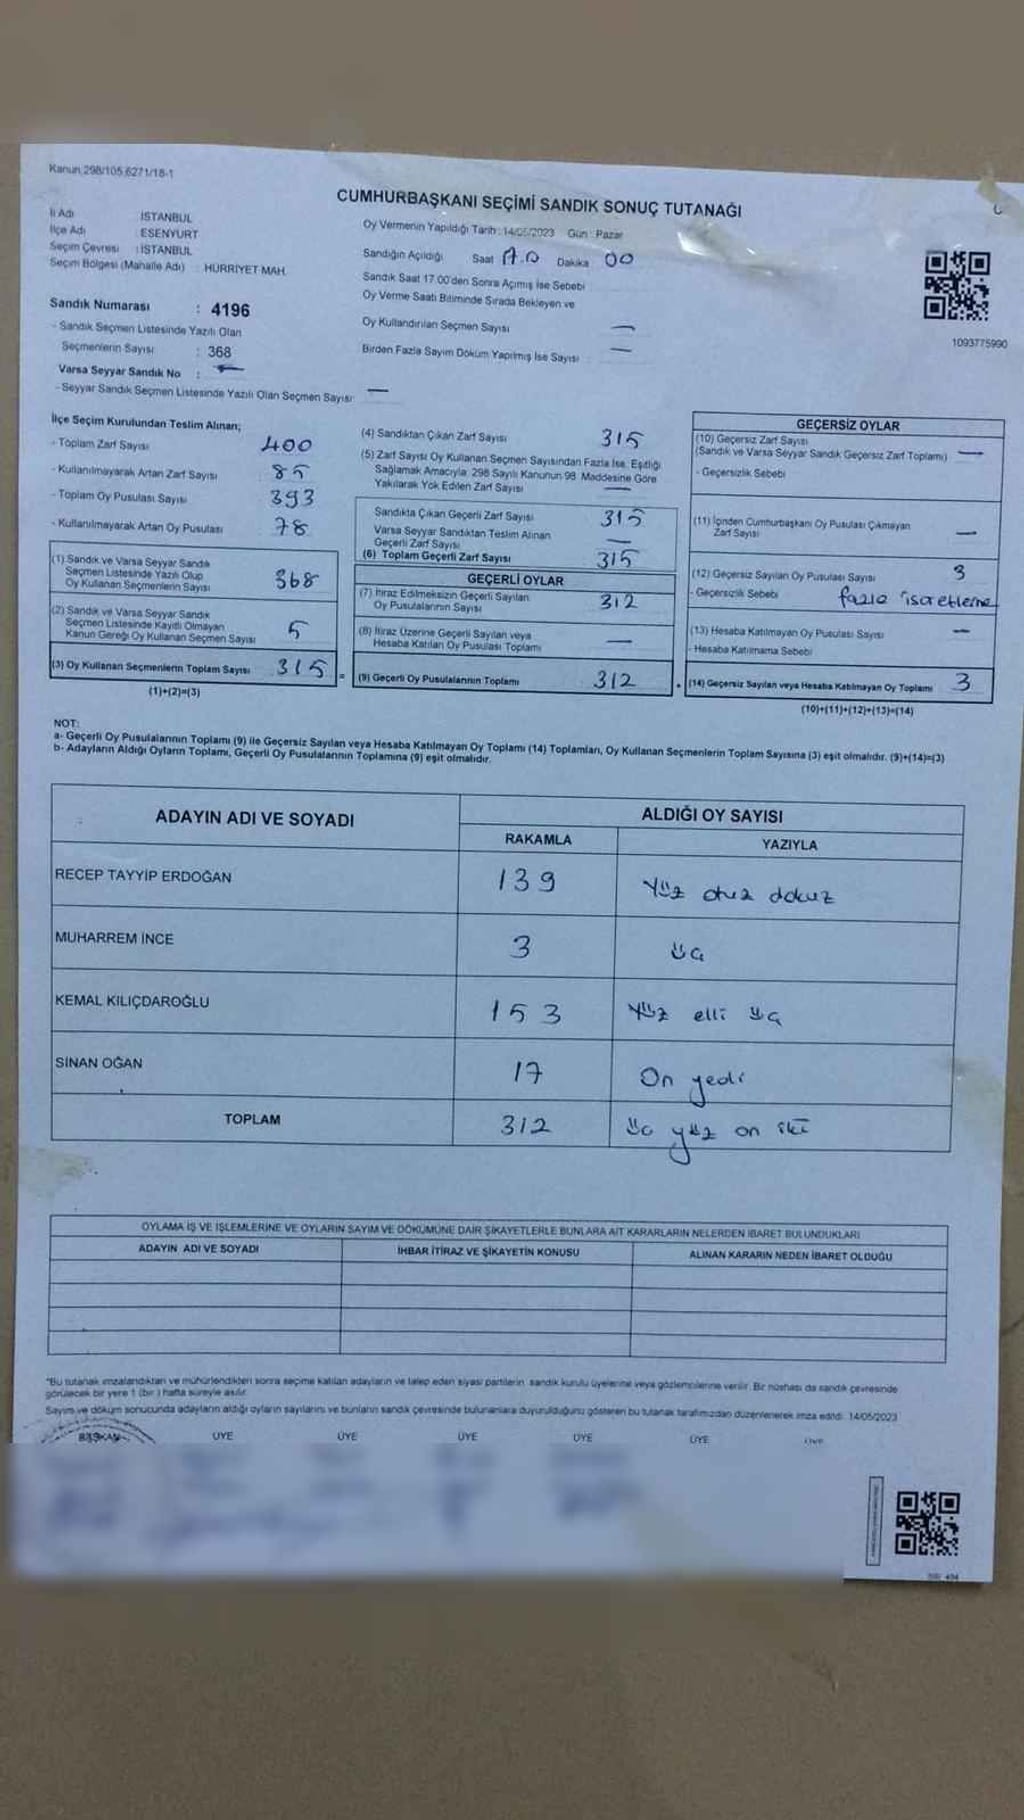 Kanun 298/105.6271/18-1
CUMHURBAŞKANI SEÇİMİ SANDIK SONUÇ TUTANAĞI
İl Adı İSTANBUL
İlçe Adı : ESENYURT
Seçim Çevresi : İSTANBUL
Seçim Bölgesi (Mahalle Adı) : HÜRRİYET MAH.
Sandık Numarası : 4196
- Sandık Seçmen Listesinde Yazılı Olan
Seçmenlerin Sayısı : 368
Varsa Seyyar Sandık No : —
- Seyyar Sandık Seçmen Listesinde Yazılı Olan Seçmen Sayısı —
Oy Vermenin Yapıldığı Tarih : 14/05/2023 Gün : Pazar
Sandığın Açıldığı Saat Dakika 00
Sandık Saat 17.00'den Sonra Açılmış İse Sebebi
Oy Verme Saati Bitiminde Sırada Bekleyen ve
Oy Kullandırılan Seçmen Sayısı —
Birden Fazla Sayım Döküm Yapılmış İse Sayısı —
1093775990
İlçe Seçim Kurulundan Teslim Alınan;
- Toplam Zarf Sayısı 400
- Kullanılmayarak Artan Zarf Sayısı 85
- Toplam Oy Pusulası Sayısı 393
- Kullanılmayarak Artan Oy Pusulası 78
(1) Sandık ve Varsa Seyyar Sandık
Seçmen Listesinde Yazılı Olup
Oy Kullanan Seçmenlerin Sayısı 368
(2) Sandık ve Varsa Seyyar Sandık
Seçmen Listesinde Kayıtlı Olmayan
Kanun Gereği Oy Kullanan Seçmen Sayısı 5
(3) Oy Kullanan Seçmenlerin Toplam Sayısı 315
(1)+(2)=(3)
(4) Sandıktan Çıkan Zarf Sayısı 315
(5) Zarf Sayısı Oy Kullanan Seçmen Sayısından Fazla İse, Eşitliği
Sağlamak Amacıyla, 298 Sayılı Kanunun 98. Maddesine Göre
Yakılarak Yok Edilen Zarf Sayısı —
Sandıkta Çıkan Geçerli Zarf Sayısı 315
Varsa Seyyar Sandıktan Teslim Alınan
Geçerli Zarf Sayısı —
(6) Toplam Geçerli Zarf Sayısı 315
GEÇERLİ OYLAR
(7) İtiraz Edilmeksizin Geçerli Sayılan
Oy Pusulalarının Sayısı 312
(8) İtiraz Üzerine Geçerli Sayılan veya
Hesaba Katılan Oy Pusulası Toplamı —
(9) Geçerli Oy Pusulalarının Toplamı 312
GEÇERSİZ OYLAR
(10) Geçersiz Zarf Sayısı
(Sandık ve Varsa Seyyar Sandık Geçersiz Zarf Toplamı) —
- Geçersizlik Sebebi
(11) İçinden Cumhurbaşkanı Oy Pusulası Çıkmayan
Zarf Sayısı —
(12) Geçersiz Sayılan Oy Pusulası Sayısı 3
- Geçersizlik Sebebi fazla işaretleme
(13) Hesaba Katılmayan Oy Pusulası Sayısı —
- Hesaba Katılmama Sebebi
(14) Geçersiz Sayılan veya Hesaba Katılmayan Oy Toplamı 3
(10)+(11)+(12)+(13)=(14)
NOT:
a- Geçerli Oy Pusulalarının Toplamı (9) ile Geçersiz Sayılan veya Hesaba Katılmayan Oy Toplamı (14) Toplamları, Oy Kullanan Seçmenlerin Toplam Sayısına (3) eşit olmalıdır. (9)+(14)=(3)
b- Adayların Aldığı Oyların Toplamı, Geçerli Oy Pusulalarının Toplamına (9) eşit olmalıdır.
ADAYIN ADI VE SOYADI ALDIĞI OY SAYISI
RAKAMLA YAZIYLA
RECEP TAYYİP ERDOĞAN 139 Yüz otuz dokuz
MUHARREM İNCE 3 üç
KEMAL KILIÇDAROĞLU 153 Yüz elli üç
SİNAN OĞAN 17 On yedi
TOPLAM 312 üç yüz on iki
OYLAMA İŞ VE İŞLEMLERİNE VE OYLARIN SAYIM VE DÖKÜMÜNE DAİR ŞİKAYETLERLE BUNLARA AİT KARARLARIN NELERDEN İBARET BULUNDUKLARI
ADAYIN ADI VE SOYADI İHBAR İTİRAZ VE ŞİKAYETİN KONUSU ALINAN KARARIN NEDEN İBARET OLDUĞU
"Bu tutanak imzalandıktan ve mühürlendikten sonra seçime katılan adayların ve talep eden siyasi partilerin sandık kurulu üyelerine veya gözlemcilerine verilir. Bir nüshası da sandık çevresinde
görülecek bir yere 1 (bir) hafta süreyle asılır.
Sayım ve döküm sonucunda adayların aldığı oyların sayılarını ve bunların sandık çevresinde bulunanlara duyurulduğunu gösteren bu tutanak tarafımızdan düzenlenerek imza edildi. 14/05/2023
BAŞKAN ÜYE ÜYE ÜYE ÜYE ÜYE ÜYE